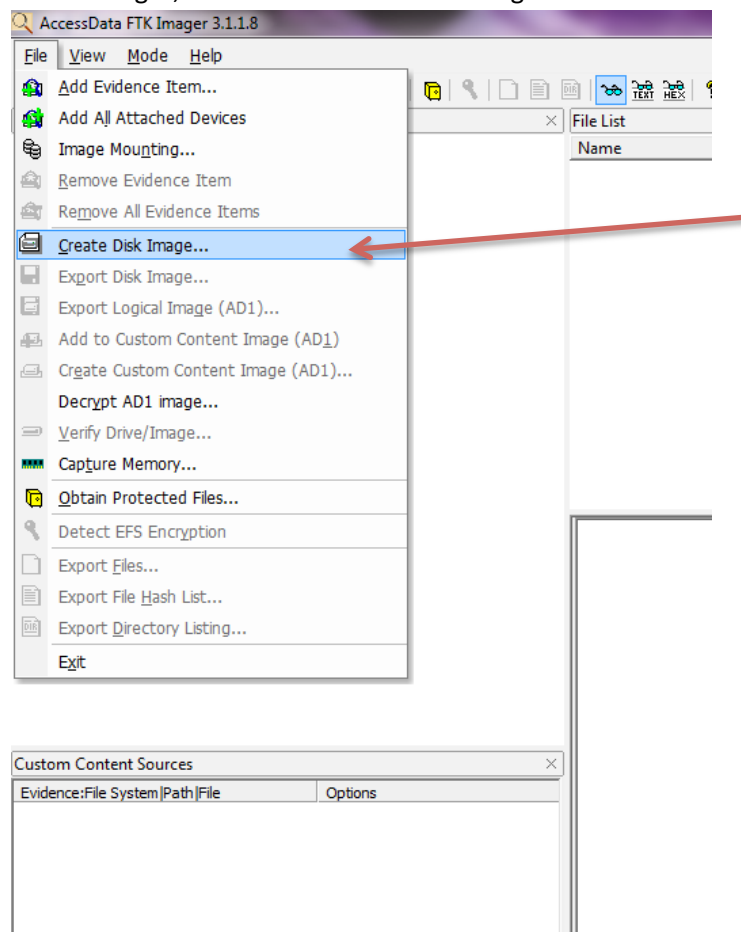 AccessData FTK Imager 3.1.1.8
File View Mode Help
Add Evidence Item...
Add All Attached Devices
Image Mounting...
Remove Evidence Item
Remove All Evidence Items
Create Disk Image...
Export Disk Image...
Export Logical Image (AD1)...
Add to Custom Content Image (AD1)
Create Custom Content Image (AD1)...
Decrypt AD1 image...
Verify Drive/Image...
Capture Memory...
Obtain Protected Files...
Detect EFS Encryption
Export Files...
Export File Hash List...
DIR Export Directory Listing...
Exit
DIR TEXT HEX
File List
Name
Custom Content Sources
Evidence:File System|Path|File Options